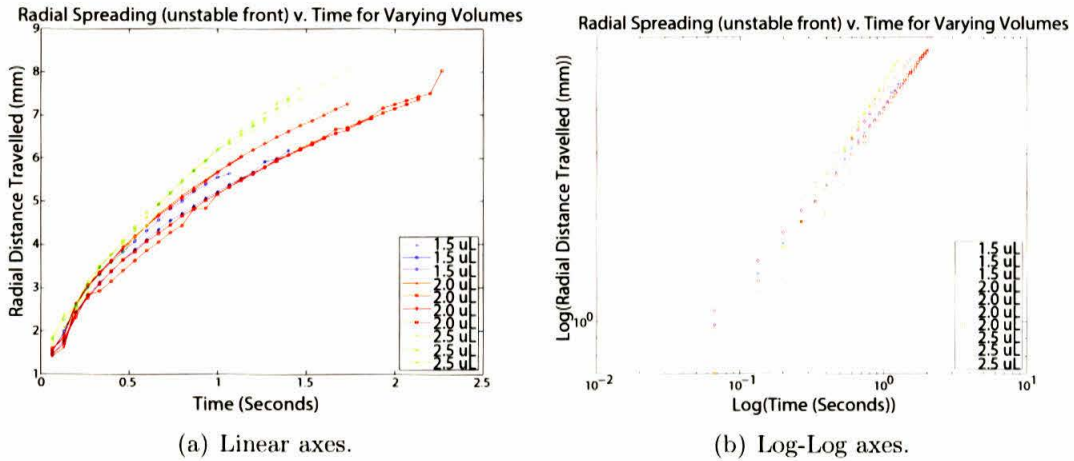 Radial Spreading (unstable front) v. Time for Varying Volumes
Radial Distance Travelled (mm)
9
8
7
6
5
4
3
2
1
0
0.5
1
1.5
2
2.5
Time (Seconds)
1.5 uL
1.5 uL
1.5 uL
2.0 uL
2.0 uL
2.0 uL
2.0 uL
2.5 uL
2.5 uL
2.5 uL
(a) Linear axes.
Radial Spreading (unstable front) v. Time for Varying Volumes
Log(Radial Distance Travelled (mm))
10^0
10^-2
10^-1
10^0
10^1
Log(Time (Seconds))
1.5 uL
1.5 uL
1.5 uL
2.0 uL
2.0 uL
2.0 uL
2.0 uL
2.5 uL
2.5 uL
2.5 uL
(b) Log-Log axes.